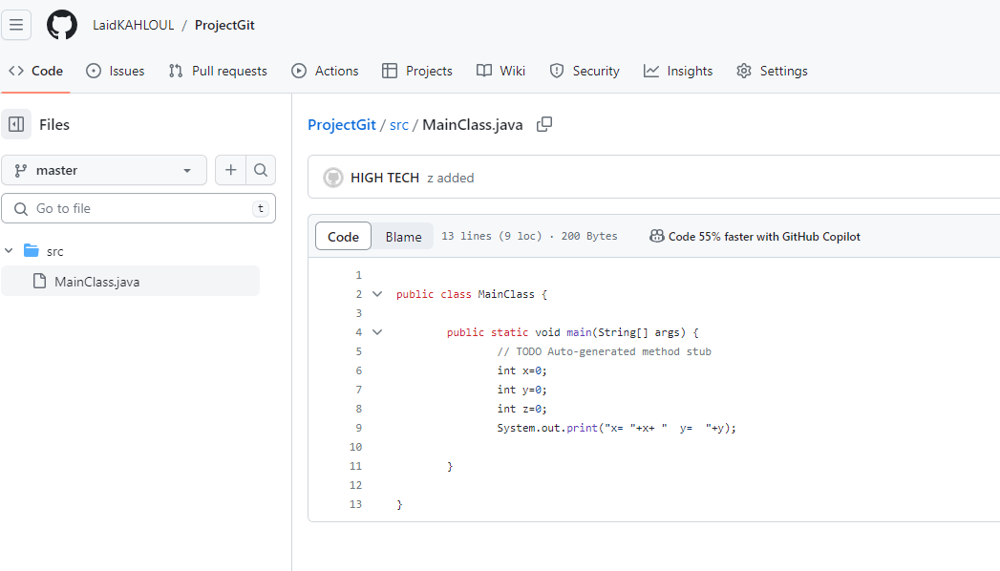 LaidKAHLOUL / ProjectGit
Code Issues Pull requests Actions Projects Wiki Security Insights Settings
Files
master
Go to file t
src
MainClass.java
ProjectGit / src / MainClass.java
HIGH TECH z added
Code Blame 13 lines (9 loc) · 200 Bytes Code 55% faster with GitHub Copilot
1
2 public class MainClass {
3
4 public static void main(String[] args) {
5 // TODO Auto-generated method stub
6 int x=0;
7 int y=0;
8 int z=0;
9 System.out.print("x= "+x+ "  y=  "+y);
10
11 }
12
13 }